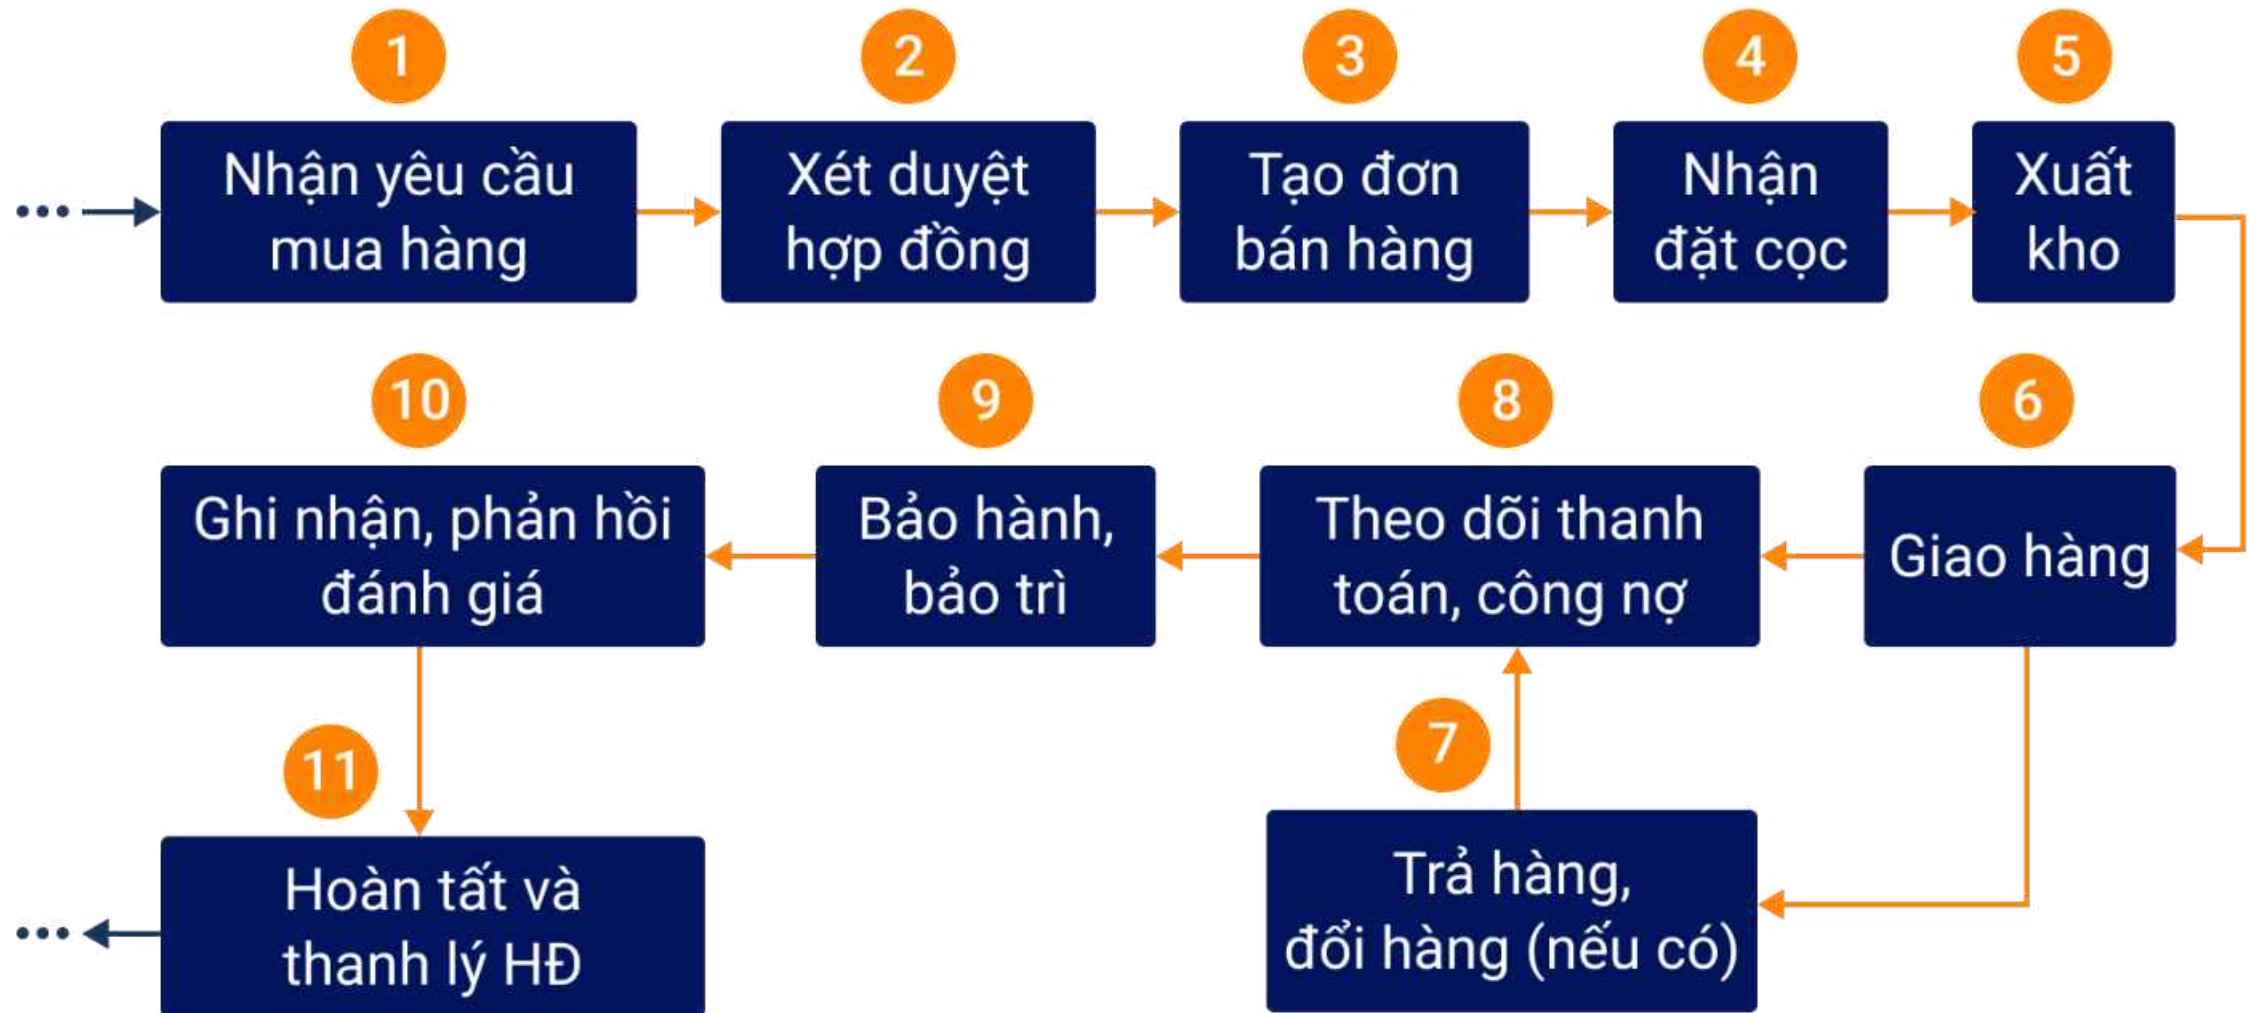 1
Nhận yêu cầu
mua hàng
2
Xét duyệt
hợp đồng
3
Tạo đơn
bán hàng
4
Nhận
đặt cọc
5
Xuất
kho
6
Giao hàng
7
Trả hàng,
đổi hàng (nếu có)
8
Theo dõi thanh
toán, công nợ
9
Bảo hành,
bảo trì
10
Ghi nhận, phản hồi
đánh giá
11
Hoàn tất và
thanh lý HĐ